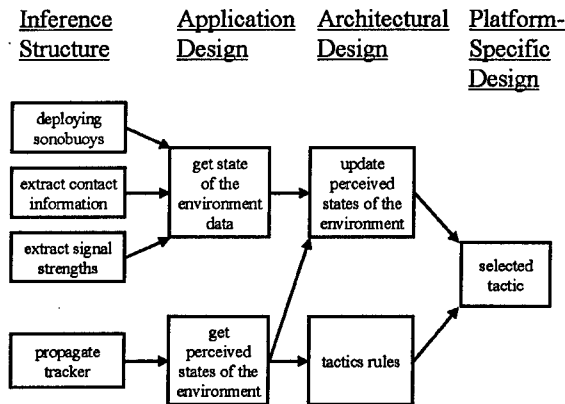 Inference
Structure
Application
Design
Architectural
Design
Platform-
Specific
Design
deploying
sonobuoys
extract contact
information
extract signal
strengths
propagate
tracker
get state
of the
environment
data
get
perceived
states of the
environment
update
perceived
states of the
environment
tactics rules
selected
tactic